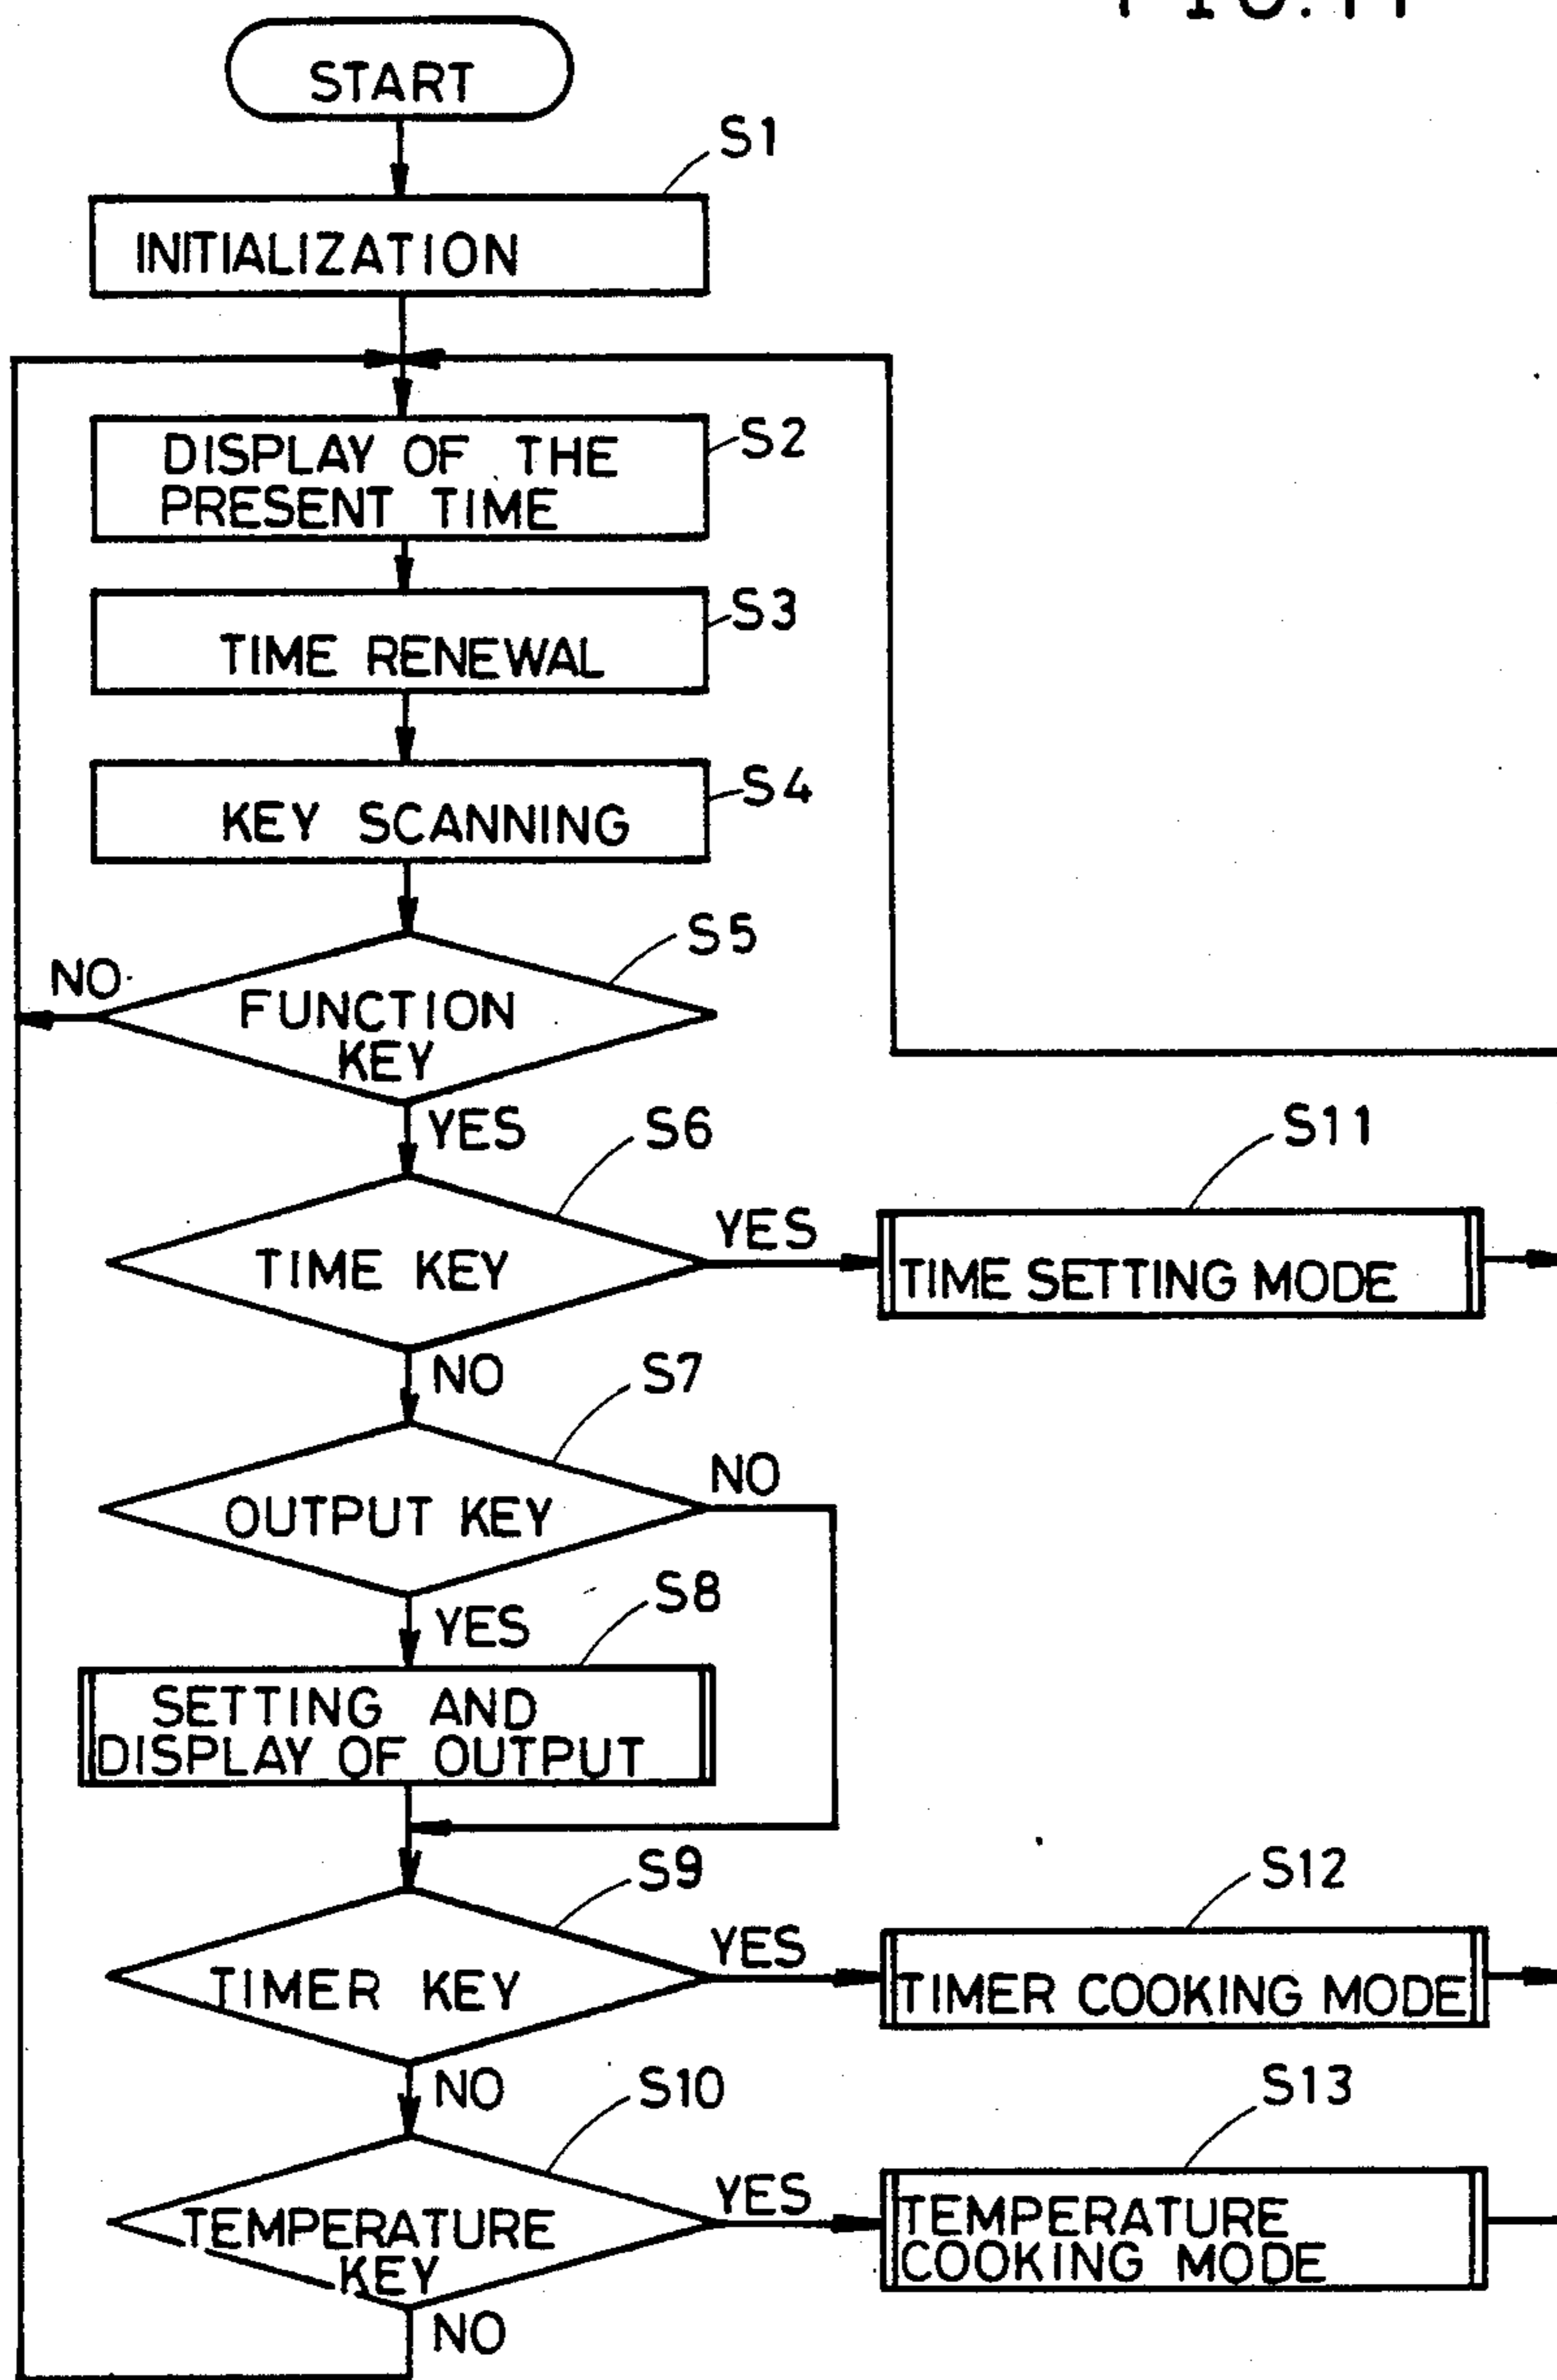 START
S1
INITIALIZATION
S2
DISPLAY OF THE
PRESENT TIME
S3
TIME RENEWAL
S4
KEY SCANNING
S5
NO
FUNCTION
KEY
YES
S6
S11
TIME KEY
YES
TIME SETTING MODE
NO
S7
OUTPUT KEY
NO
YES
S8
SETTING AND
DISPLAY OF OUTPUT
S9
S12
TIMER KEY
YES
TIMER COOKING MODE
NO
S10
S13
TEMPERATURE
KEY
YES
TEMPERATURE
COOKING MODE
NO